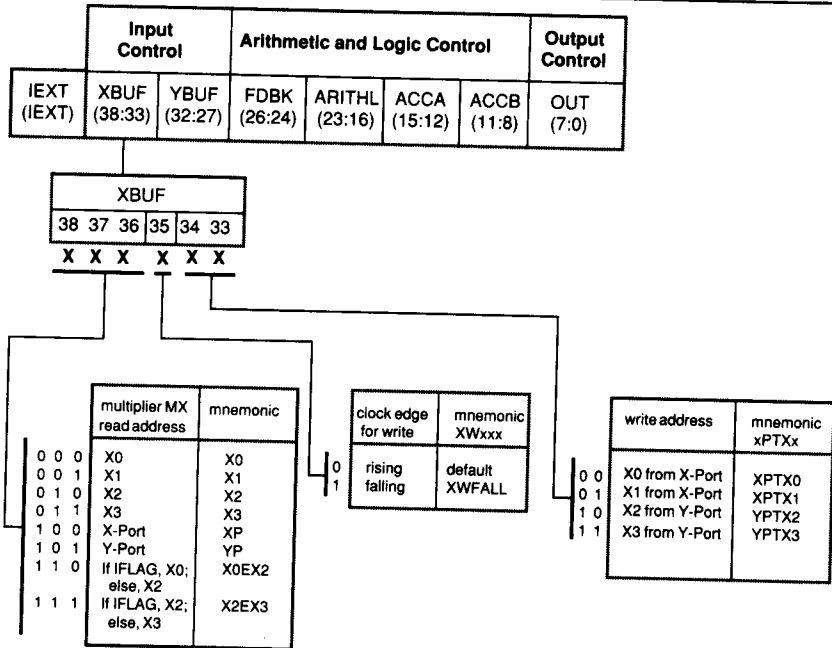 Input Control
Arithmetic and Logic Control
Output Control
IEXT (IEXT)
XBUF (38:33)
YBUF (32:27)
FDBK (26:24)
ARITHL (23:16)
ACCA (15:12)
ACCB (11:8)
OUT (7:0)
XBUF
38 37 36 35 34 33
X X X X X X
multiplier MX read address mnemonic
0 0 0 X0 X0
0 0 1 X1 X1
0 1 0 X2 X2
0 1 1 X3 X3
1 0 0 X-Port XP
1 0 1 Y-Port YP
1 1 0 If IFLAG, X0; else, X2 X0EX2
1 1 1 If IFLAG, X2; else, X3 X2EX3
clock edge for write mnemonic XWxxx
0 rising default
1 falling XWFALL
write address mnemonic xPTXx
0 0 X0 from X-Port XPTX0
0 1 X1 from X-Port XPTX1
1 0 X2 from Y-Port YPTX2
1 1 X3 from Y-Port YPTX3